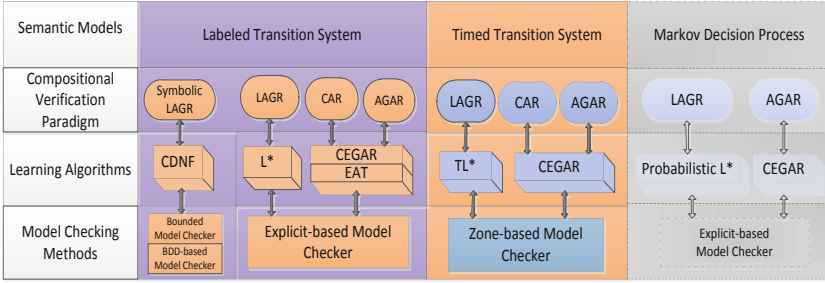 Semantic Models
Labeled Transition System
Timed Transition System
Markov Decision Process
Compositional
Verification
Paradigm
Symbolic
LAGR
LAGR
CAR
AGAR
LAGR
CAR
AGAR
LAGR
AGAR
Learning Algorithms
CDNF
L*
CEGAR
EAT
TL*
CEGAR
Probabilistic L*
CEGAR
Model Checking
Methods
Bounded
Model Checker
BDD-based
Model Checker
Explicit-based Model
Checker
Zone-based Model
Checker
Explicit-based
Model Checker